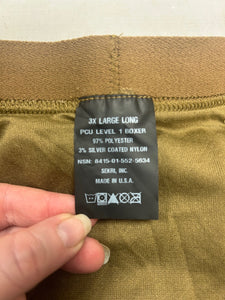 3X LARGE LONG
PCU LEVEL 1 BOXER
97% POLYESTER
3% SILVER COATED NYLON
NSN: 8415-01-552-5634
SEKRI, INC.
MADE IN U.S.A.